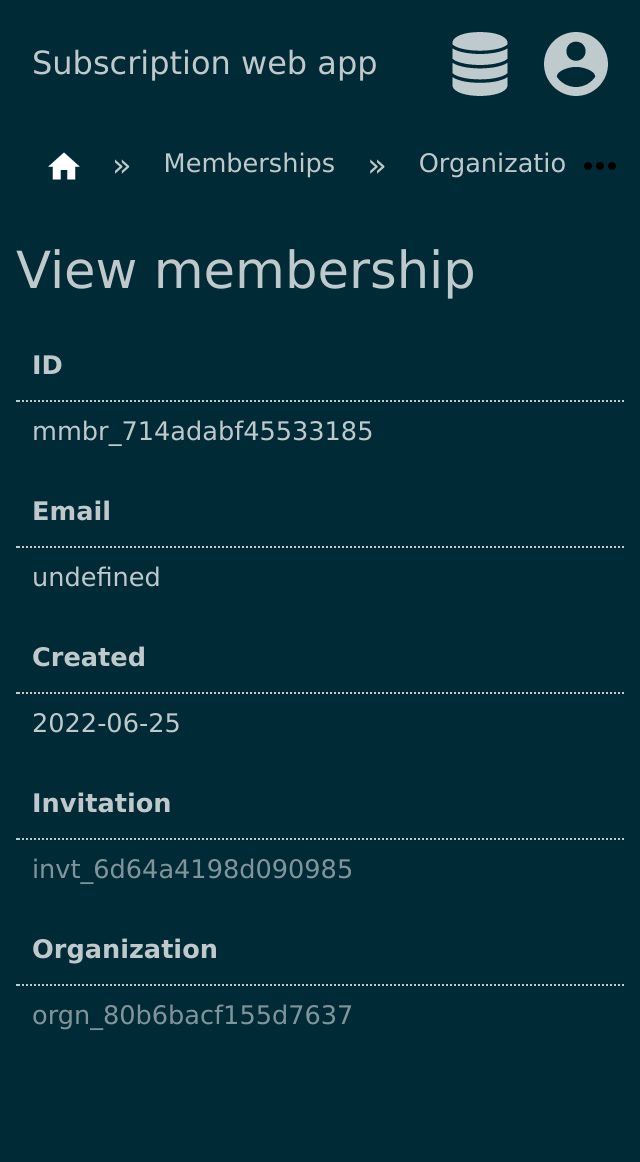 Subscription web app
» Memberships » Organizatio
View membership
ID
mmbr_714adabf45533185
Email
undefined
Created
2022-06-25
Invitation
invt_6d64a4198d090985
Organization
orgn_80b6bacf155d7637